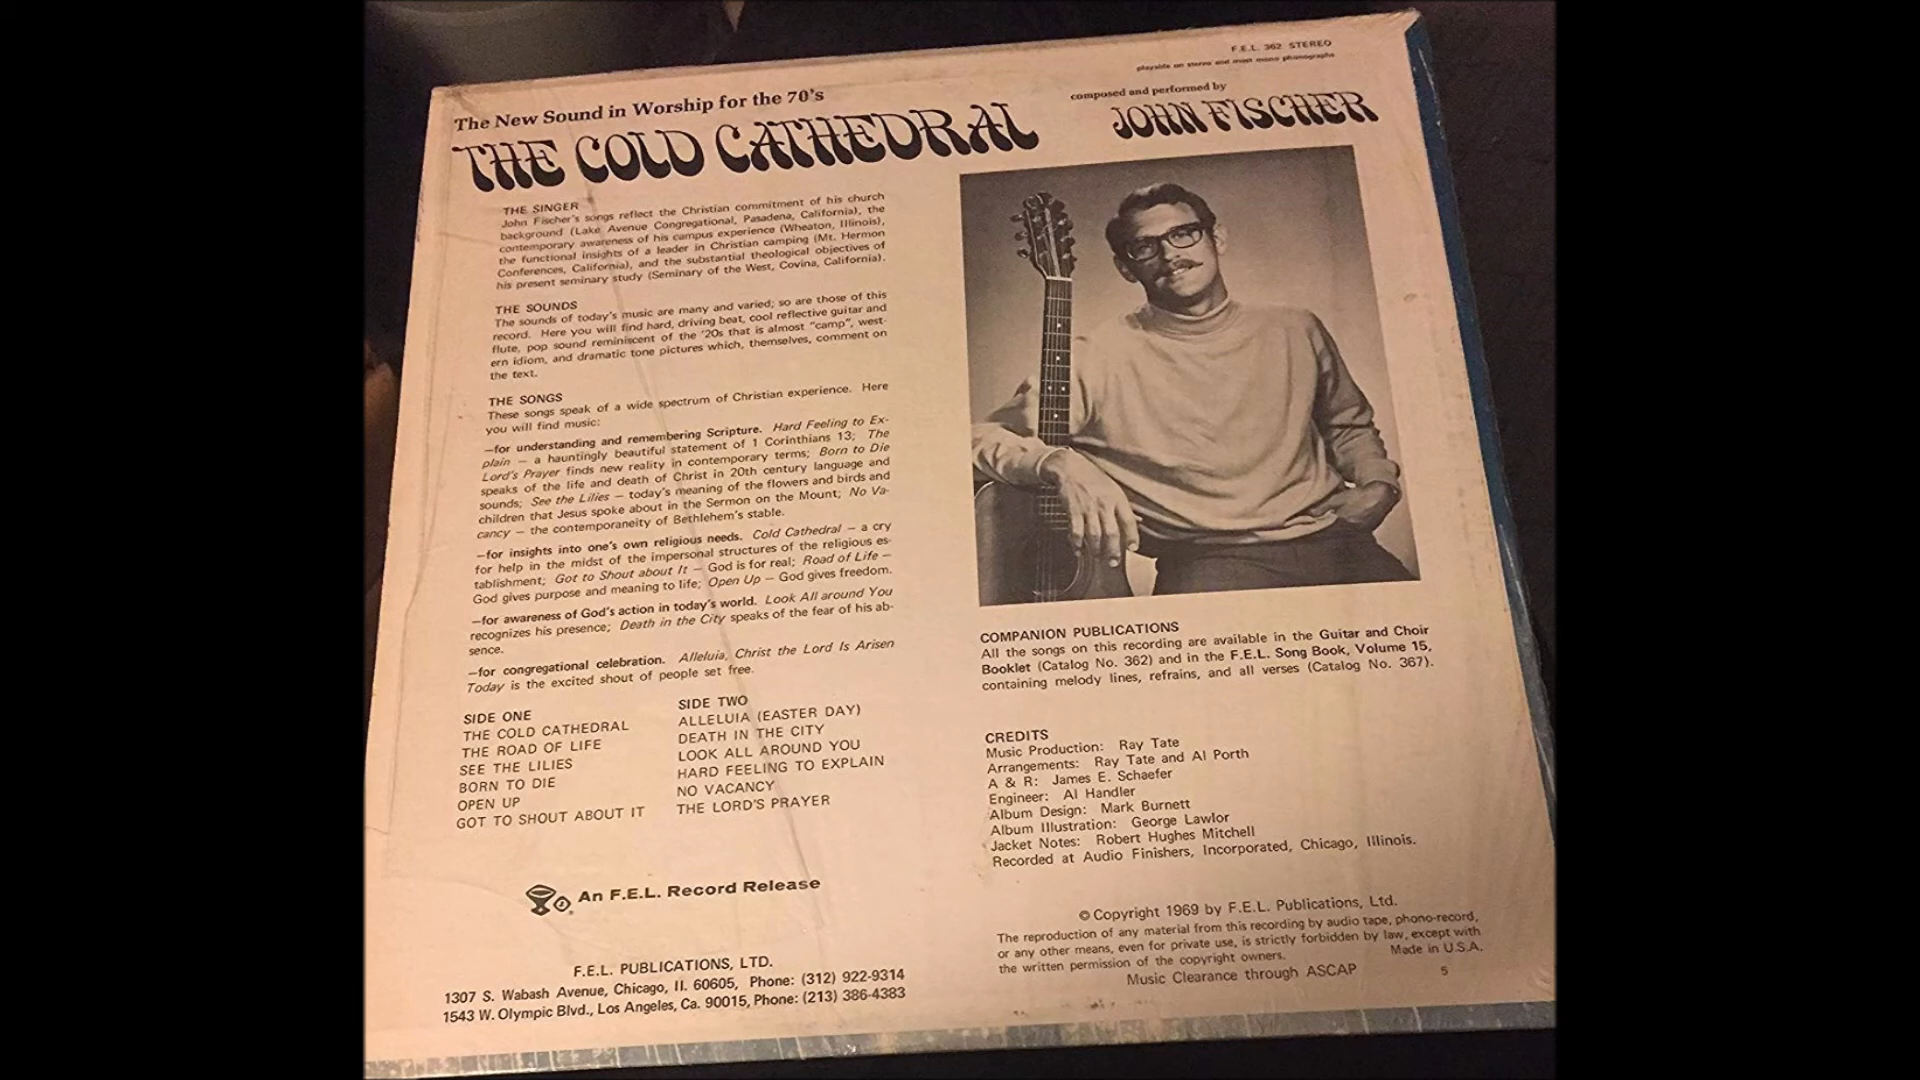 F.E.L. 362 STEREO
playable on stereo and most mono phonographs
The New Sound in Worship for the 70's
THE COLD CATHEDRAL
composed and performed by
JOHN FISCHER
THE SINGER
John Fischer's songs reflect the Christian commitment of his church
background (Lake Avenue Congregational, Pasadena, California), the
contemporary awareness of his campus experience (Wheaton, Illinois),
the functional insights of a leader in Christian camping (Mt. Hermon
Conferences, California), and the substantial theological objectives of
his present seminary study (Seminary of the West, Covina, California).
THE SOUNDS
The sounds of today's music are many and varied; so are those of this
record. Here you will find hard, driving beat, cool reflective guitar and
flute, pop sound reminiscent of the '20s that is almost "camp", west-
ern idiom, and dramatic tone pictures which, themselves, comment on
the text.
THE SONGS
These songs speak of a wide spectrum of Christian experience. Here
you will find music:
—for understanding and remembering Scripture. Hard Feeling to Ex-
plain — a hauntingly beautiful statement of 1 Corinthians 13; The
Lord's Prayer finds new reality in contemporary terms; Born to Die
speaks of the life and death of Christ in 20th century language and
sounds; See the Lilies — today's meaning of the flowers and birds and
children that Jesus spoke about in the Sermon on the Mount; No Va-
cancy — the contemporaneity of Bethlehem's stable.
—for insights into one's own religious needs. Cold Cathedral — a cry
for help in the midst of the impersonal structures of the religious es-
tablishment; Got to Shout about It — God is for real; Road of Life —
God gives purpose and meaning to life; Open Up — God gives freedom.
—for awareness of God's action in today's world. Look All around You
recognizes his presence; Death in the City speaks of the fear of his ab-
sence.
—for congregational celebration. Alleluia, Christ the Lord Is Arisen
Today is the excited shout of people set free.
SIDE ONE
THE COLD CATHEDRAL
THE ROAD OF LIFE
SEE THE LILIES
BORN TO DIE
OPEN UP
GOT TO SHOUT ABOUT IT
SIDE TWO
ALLELUIA (EASTER DAY)
DEATH IN THE CITY
LOOK ALL AROUND YOU
HARD FEELING TO EXPLAIN
NO VACANCY
THE LORD'S PRAYER
An F.E.L. Record Release
F.E.L. PUBLICATIONS, LTD.
1307 S. Wabash Avenue, Chicago, Il. 60605, Phone: (312) 922-9314
1543 W. Olympic Blvd., Los Angeles, Ca. 90015, Phone: (213) 386-4383
COMPANION PUBLICATIONS
All the songs on this recording are available in the Guitar and Choir
Booklet (Catalog No. 362) and in the F.E.L. Song Book, Volume 15,
containing melody lines, refrains, and all verses (Catalog No. 367).
CREDITS
Music Production: Ray Tate
Arrangements: Ray Tate and Al Porth
A & R: James E. Schaefer
Engineer: Al Handler
Album Design: Mark Burnett
Album Illustration: George Lawlor
Jacket Notes: Robert Hughes Mitchell
Recorded at Audio Finishers, Incorporated, Chicago, Illinois.
© Copyright 1969 by F.E.L. Publications, Ltd.
The reproduction of any material from this recording by audio tape, phono-record,
or any other means, even for private use, is strictly forbidden by law, except with
the written permission of the copyright owners. Made in U.S.A.
Music Clearance through ASCAP 5